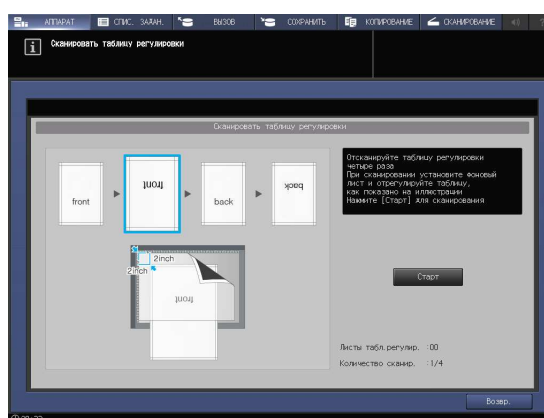 АППАРАТ
СПИС. ЗАДАН.
ВЫЗОВ
СОХРАНИТЬ
КОПИРОВАНИЕ
СКАНИРОВАНИЕ
Сканировать таблицу регулировки
Сканировать таблицу регулировки
front
front
back
back
Отсканируйте таблицу регулировки
четыре раза
При сканировании установите фоновый
лист и отрегулируйте таблицу,
как показано на иллюстрации
Нажмите [Старт] для сканирования
2inch
2inch
front
Старт
Листы табл.регулир. :00
Количество сканир. :1/4
Возвр.